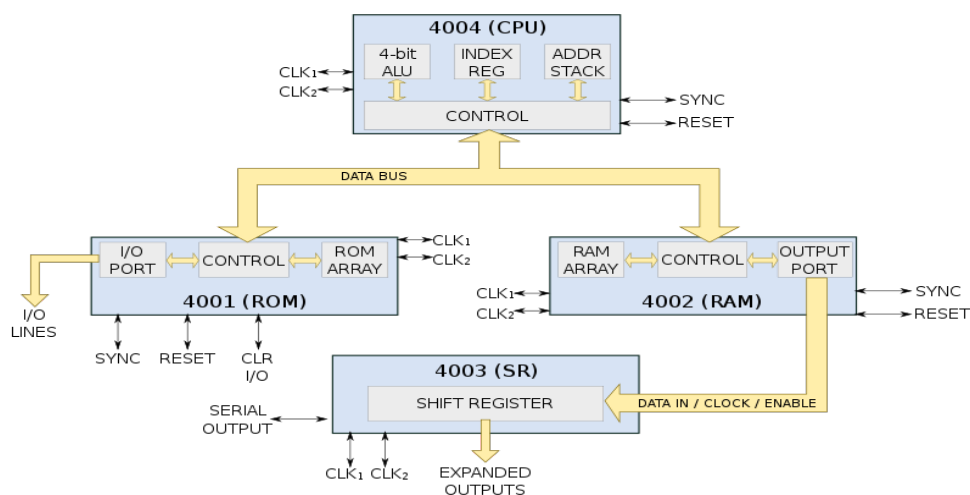 4004 (CPU)
4-bit
ALU
INDEX
REG
ADDR
STACK
CLK₁
CLK₂
CONTROL
SYNC
RESET
DATA BUS
I/O
PORT
CONTROL
ROM
ARRAY
CLK₁
CLK₂
4001 (ROM)
I/O
LINES
SYNC
RESET
CLR
I/O
RAM
ARRAY
CONTROL
OUTPUT
PORT
CLK₁
CLK₂
4002 (RAM)
SYNC
RESET
4003 (SR)
SHIFT REGISTER
DATA IN / CLOCK / ENABLE
SERIAL
OUTPUT
CLK₁
CLK₂
EXPANDED
OUTPUTS